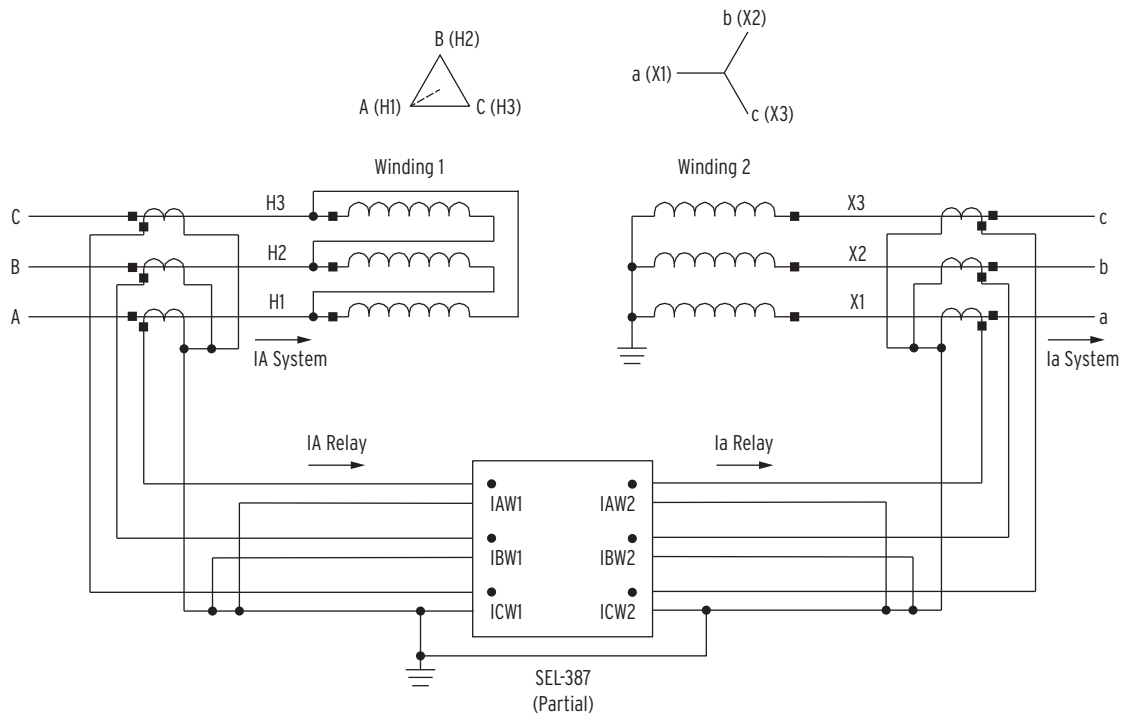 B (H2)
A (H1)
C (H3)
b (X2)
a (X1)
c (X3)
Winding 1
Winding 2
C
H3
X3
c
B
H2
X2
b
A
H1
X1
a
IA System
Ia System
IA Relay
Ia Relay
IAW1
IAW2
IBW1
IBW2
ICW1
ICW2
SEL-387
(Partial)